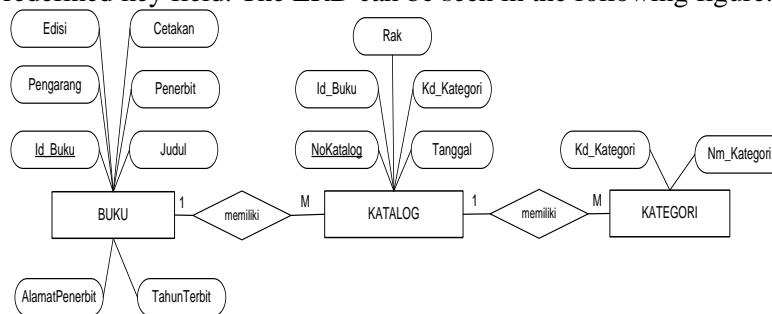 redefined key field. The ERD can be seen in the following figure.
Edisi
Cetakan
Rak
Pengarang
Penerbit
Id_Buku
Kd_Kategori
Id_Buku
Judul
NoKatalog
Tanggal
Kd_Kategori
Nm_Kategori
BUKU
1
memiliki
M
KATALOG
1
memiliki
M
KATEGORI
AlamatPenerbit
TahunTerbit